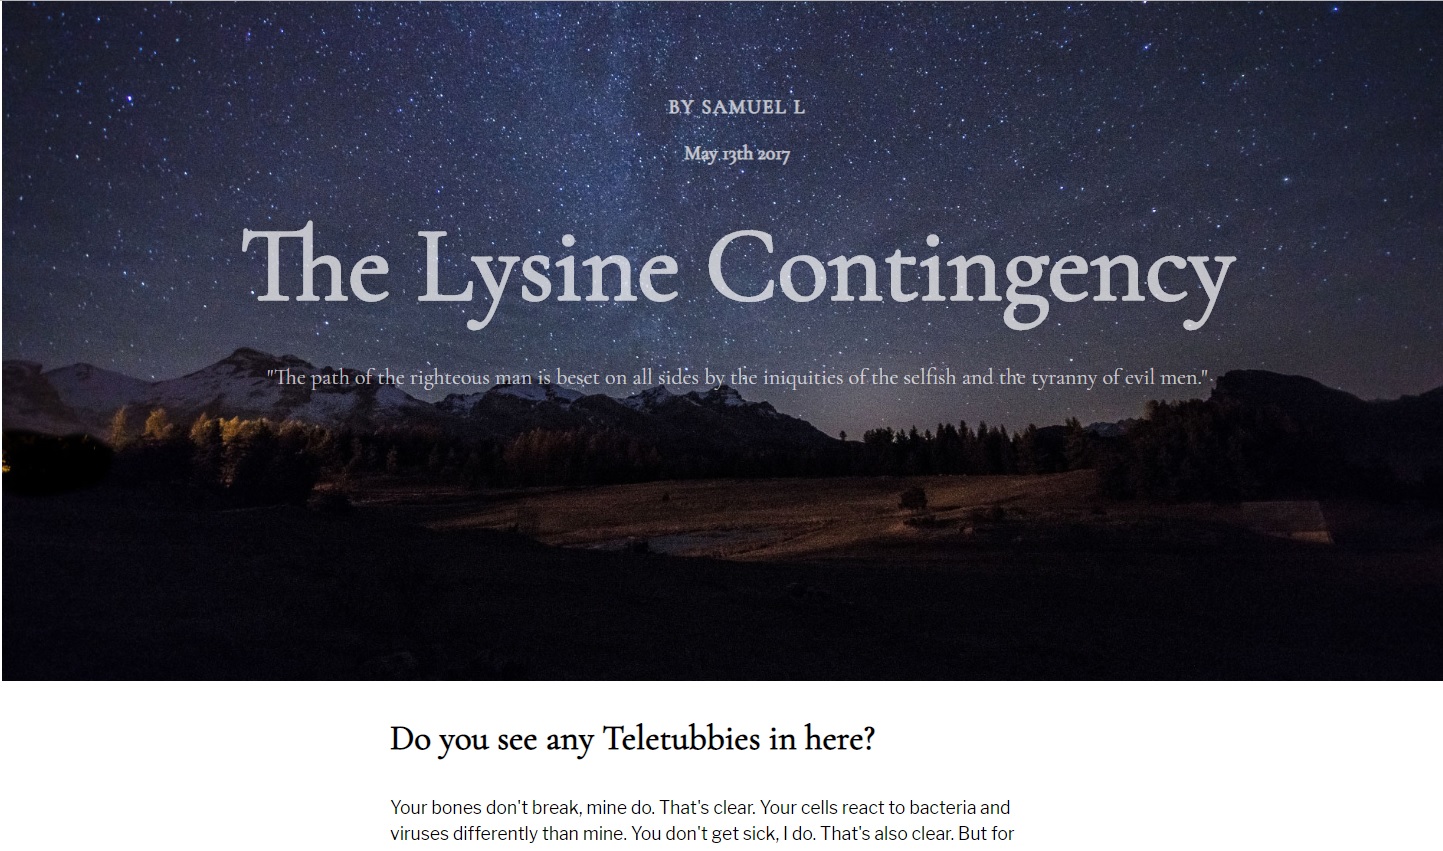 BY SAMUEL L
May 13th 2017
The Lysine Contingency
"The path of the righteous man is beset on all sides by the iniquities of the selfish and the tyranny of evil men."
Do you see any Teletubbies in here?
Your bones don't break, mine do. That's clear. Your cells react to bacteria and
viruses differently than mine. You don't get sick, I do. That's also clear. But for